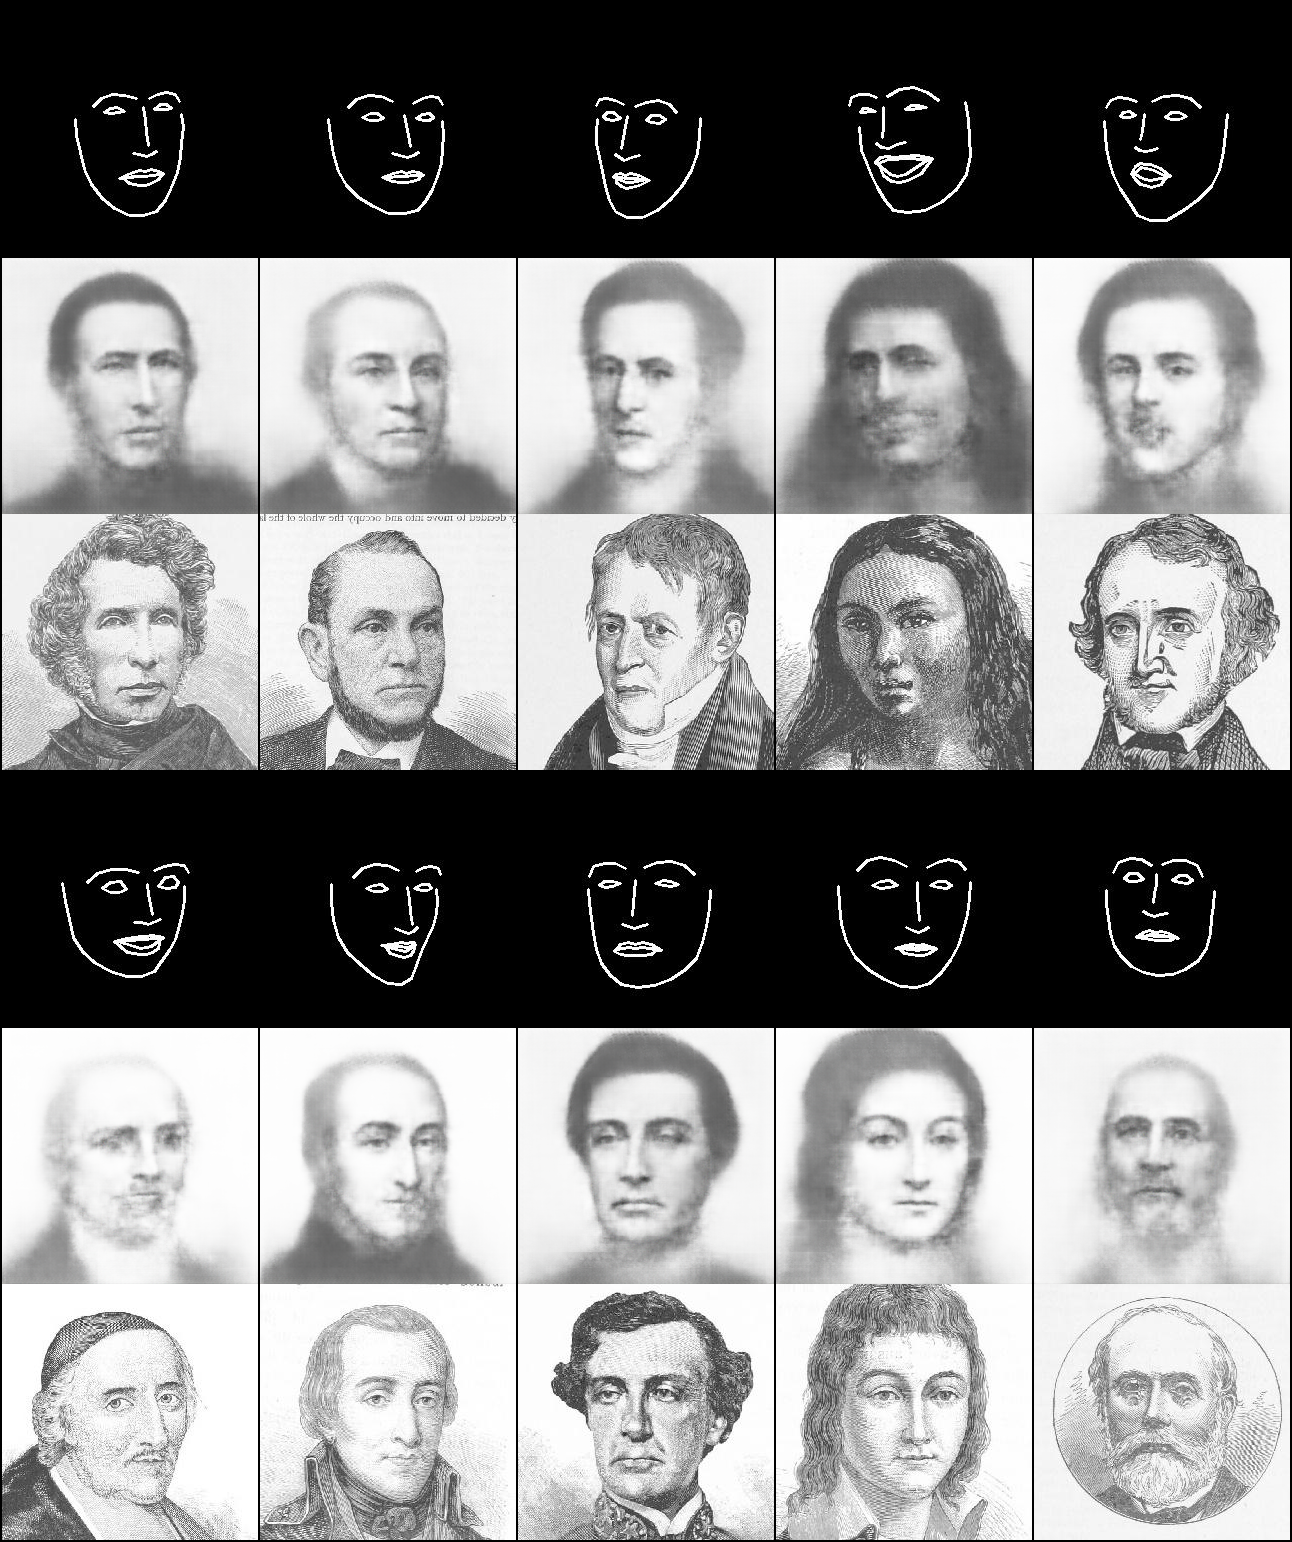 y decided to move into and occupy the whole of the